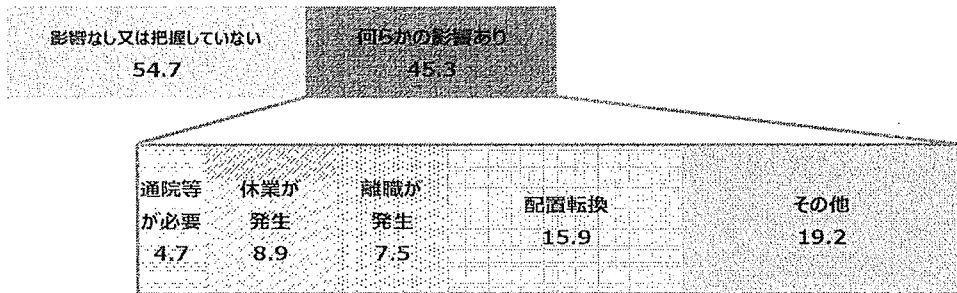 影響なし又は把握していない
54.7
何らかの影響あり
45.3
通院等
が必要
4.7
休業が
発生
8.9
離職が
発生
7.5
配置転換
15.9
その他
19.2